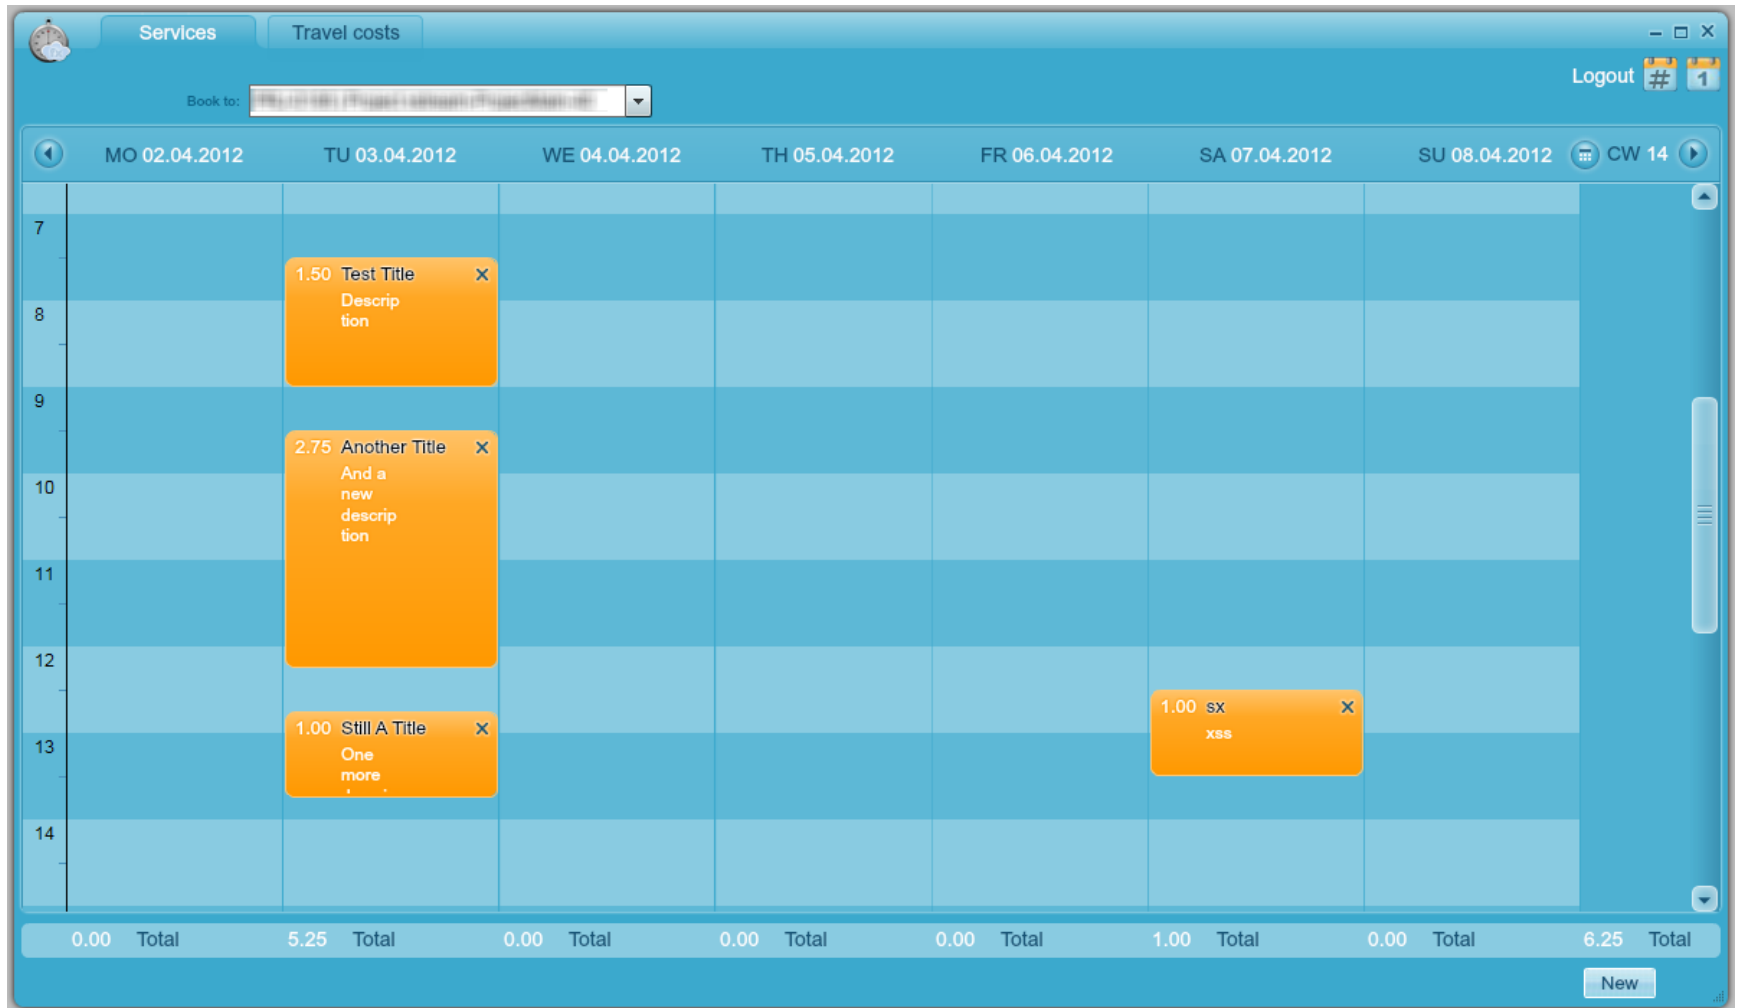 Services Travel costs
Logout
#
1
Book to:
MO 02.04.2012 TU 03.04.2012 WE 04.04.2012 TH 05.04.2012 FR 06.04.2012 SA 07.04.2012 SU 08.04.2012 CW 14
7
1.50 Test Title
Descrip
tion
8
9
2.75 Another Title
And a
new
descrip
tion
10
11
12
1.00 Still A Title
One
more
1.00 sx
xss
13
14
0.00 Total 5.25 Total 0.00 Total 0.00 Total 0.00 Total 1.00 Total 0.00 Total 6.25 Total
New